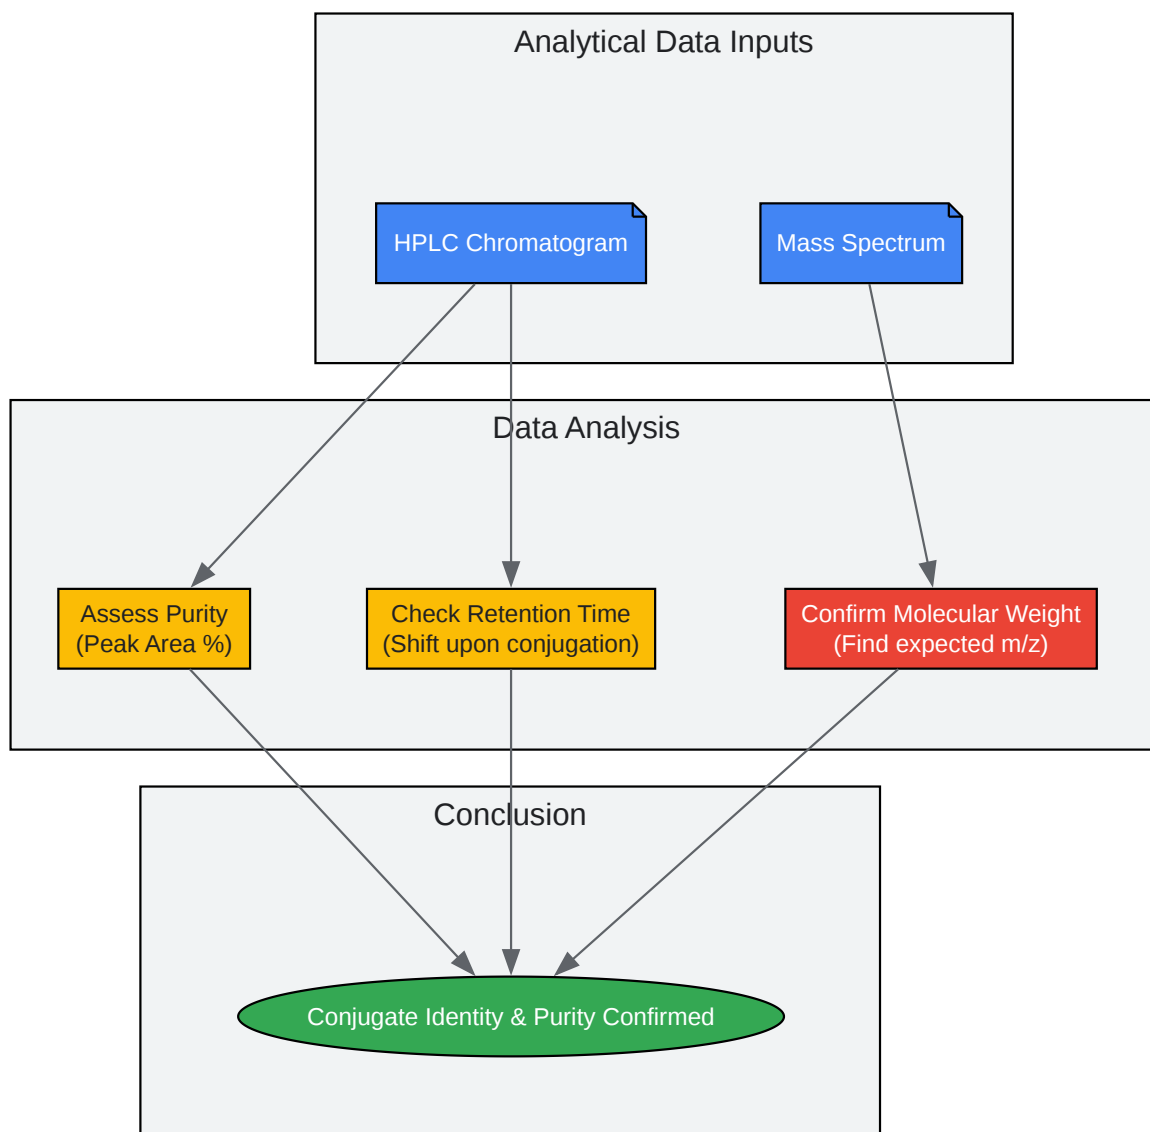 Analytical Data Inputs
HPLC Chromatogram
Mass Spectrum
Data Analysis
Assess Purity
(Peak Area %)
Check Retention Time
(Shift upon conjugation)
Confirm Molecular Weight
(Find expected m/z)
Conclusion
Conjugate Identity & Purity Confirmed